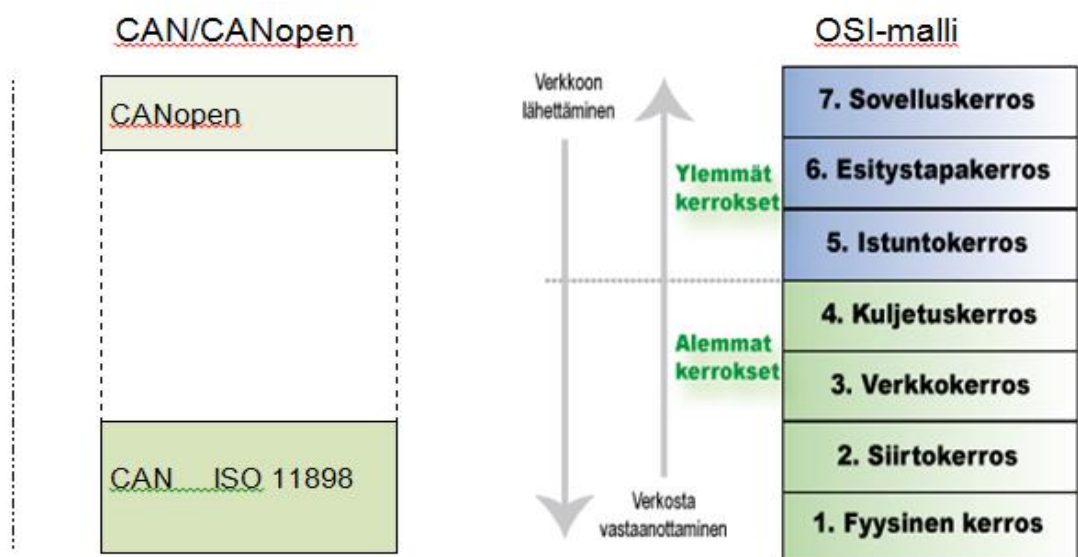 CAN/CANopen
CANopen
CAN ISO 11898
OSI-malli
Verkkoon
lähettäminen
Ylemmät
kerrokset
Alemmat
kerrokset
Verkosta
vastaanottaminen
7. Sovelluskerros
6. Esitystapakerros
5. Istuntokerros
4. Kuljetuskerros
3. Verkkokerros
2. Siirtokerros
1. Fyysinen kerros